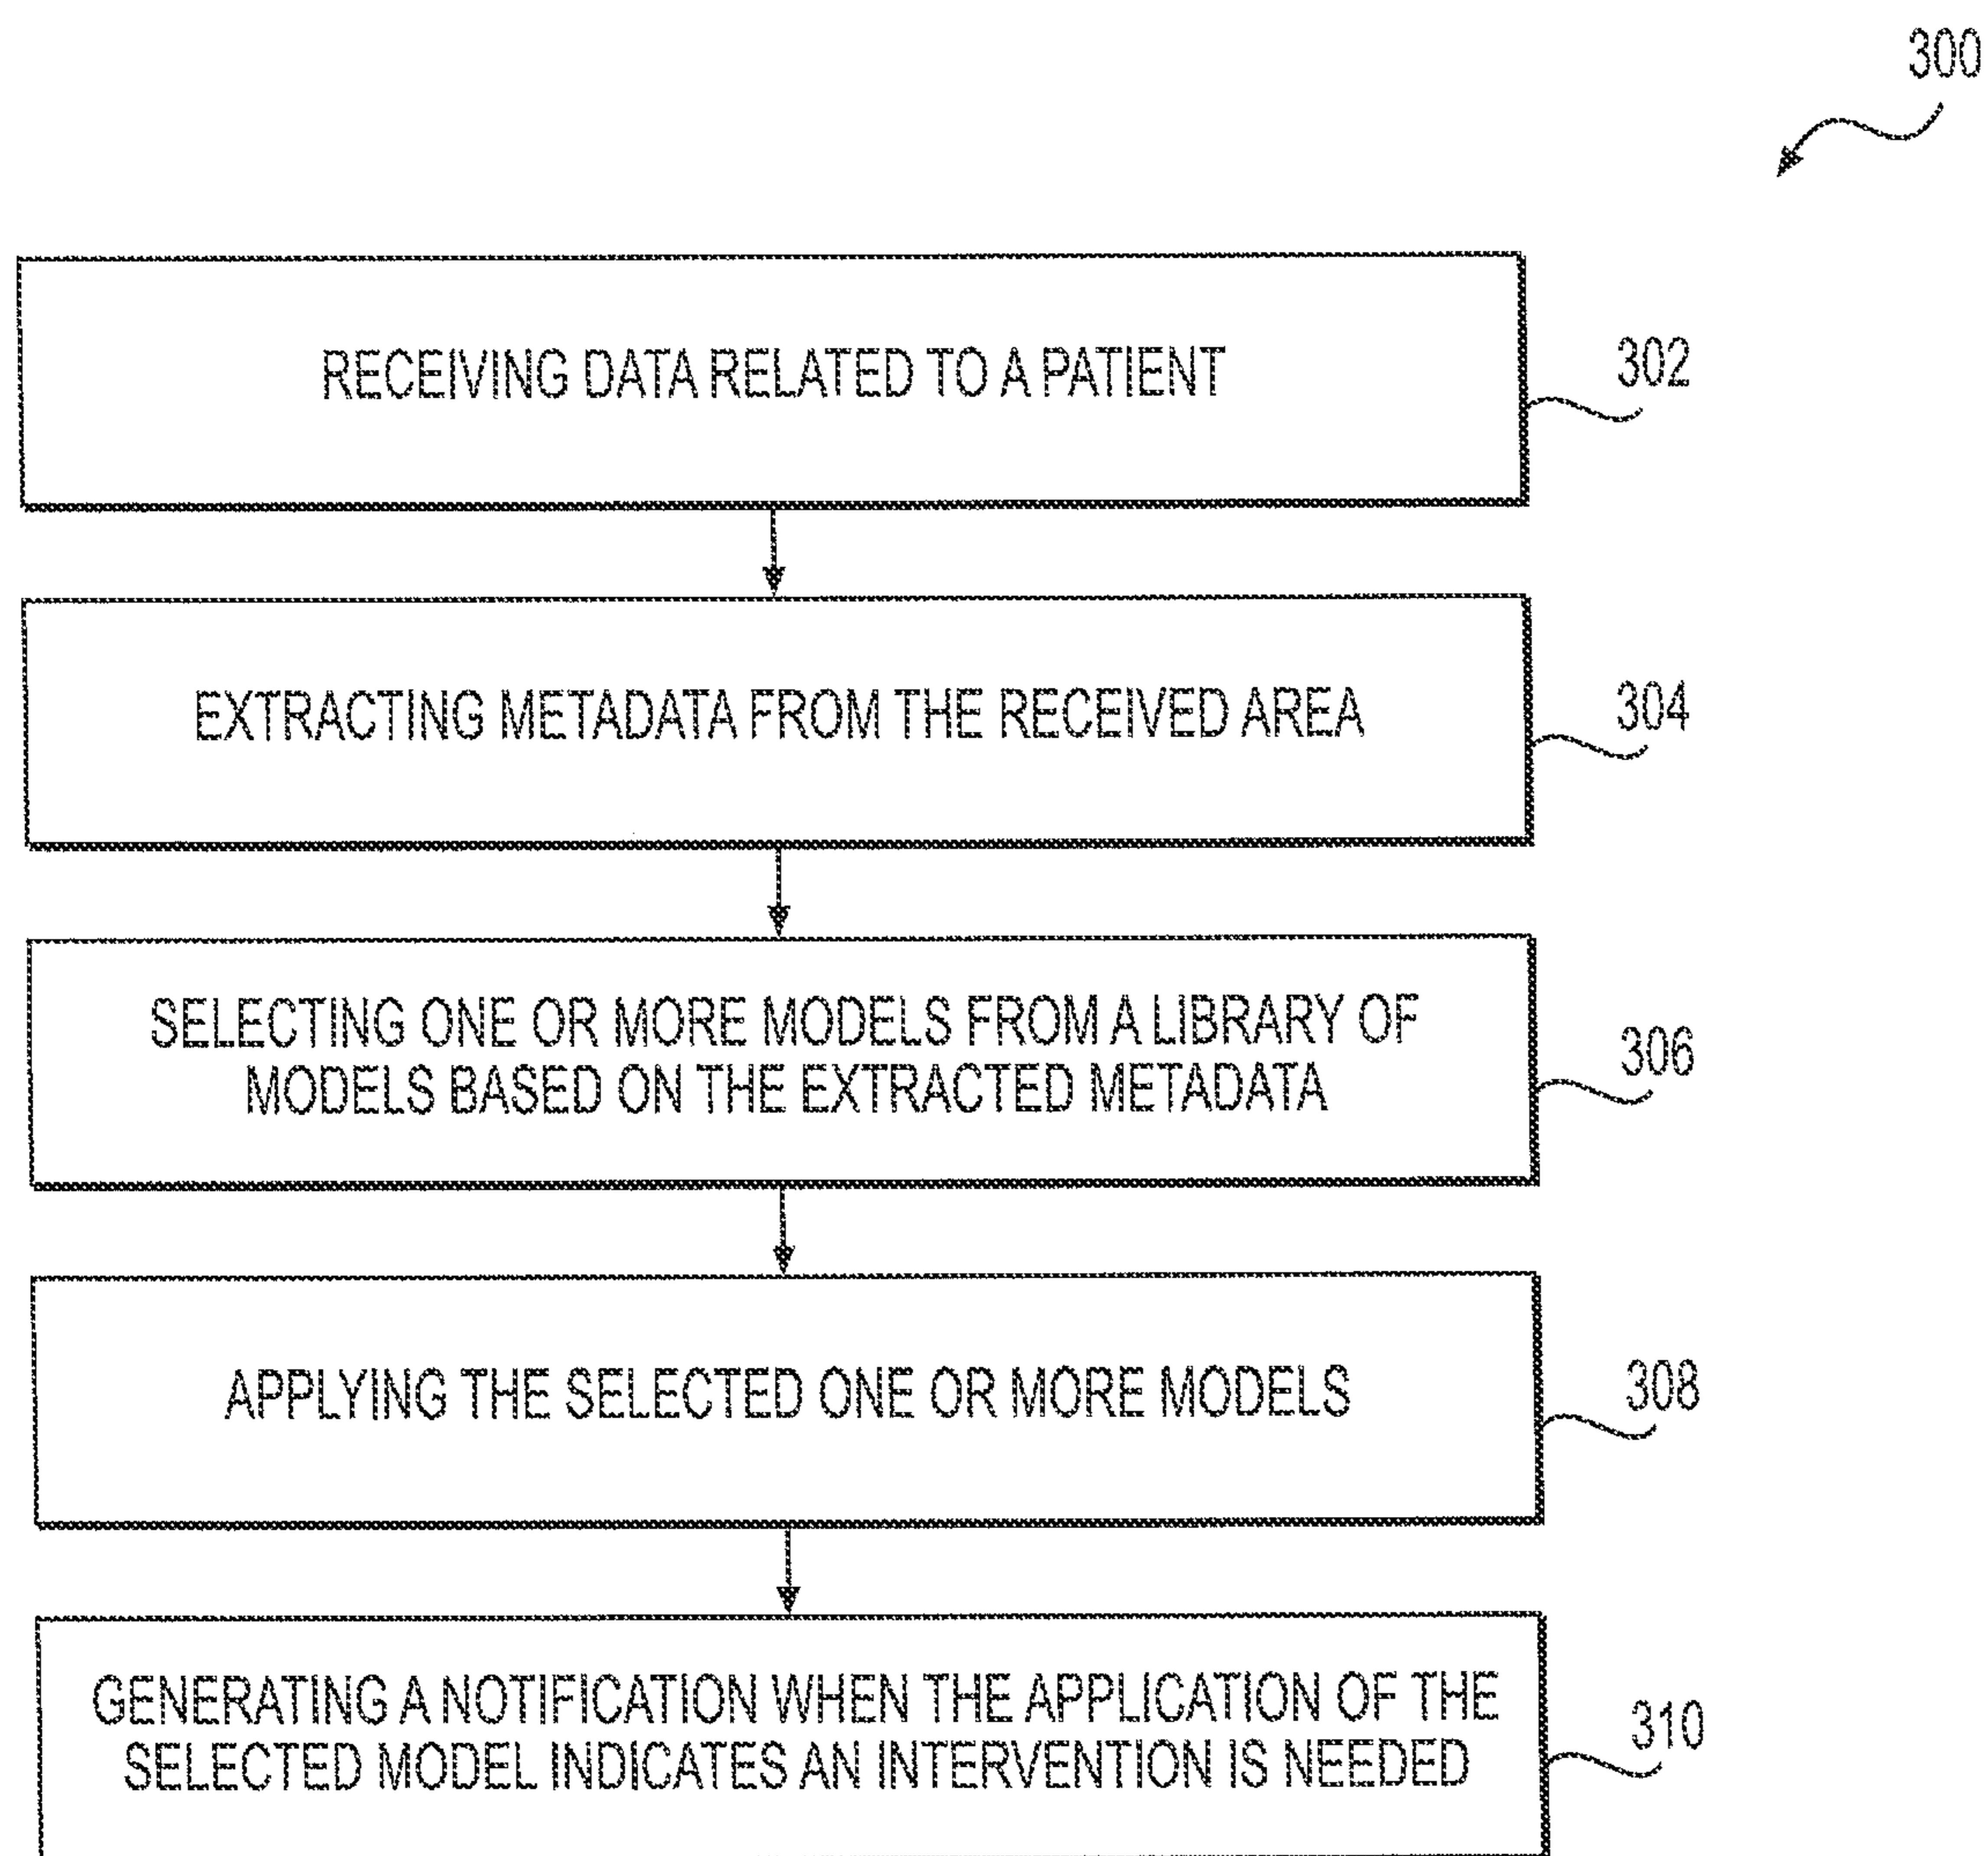 300
RECEIVING DATA RELATED TO A PATIENT
302
EXTRACTING METADATA FROM THE RECEIVED AREA
304
SELECTING ONE OR MORE MODELS FROM A LIBRARY OF
MODELS BASED ON THE EXTRACTED METADATA
306
APPLYING THE SELECTED ONE OR MORE MODELS
308
GENERATING A NOTIFICATION WHEN THE APPLICATION OF THE
SELECTED MODEL INDICATES AN INTERVENTION IS NEEDED
310